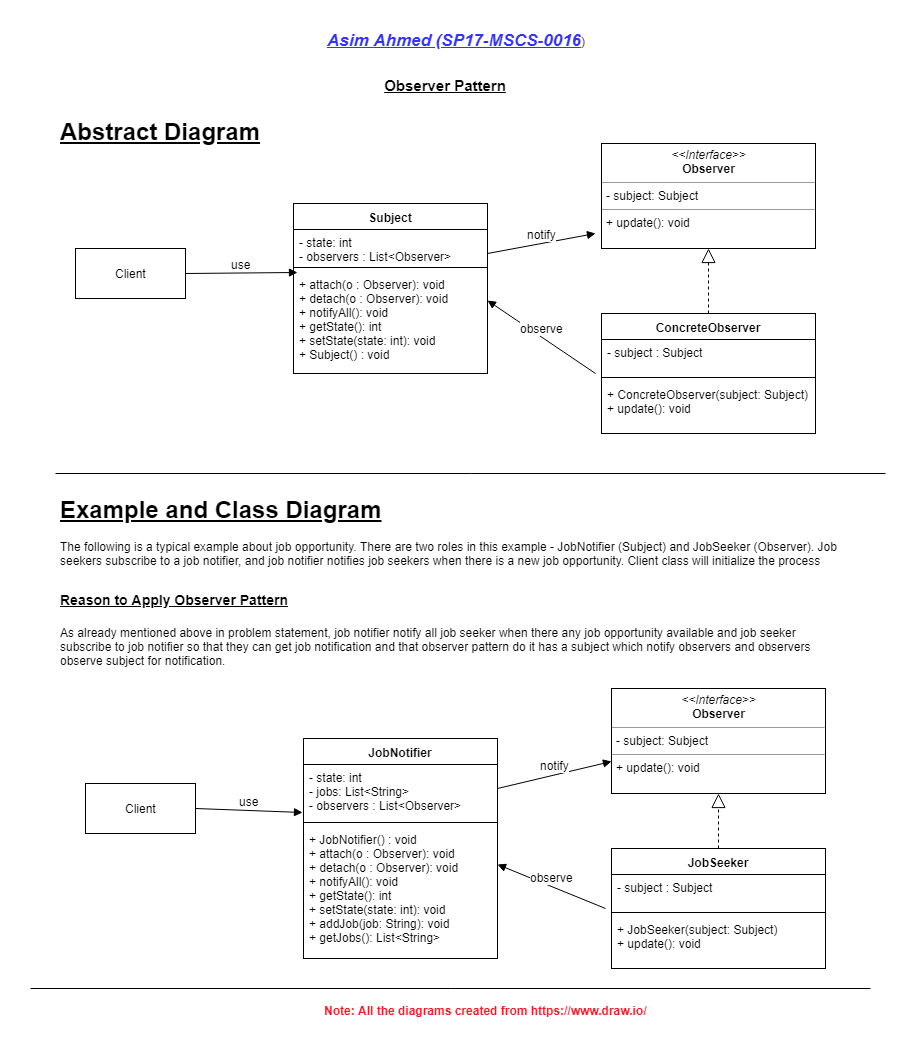 Asim Ahmed (SP17-MSCS-0016)
Observer Pattern
Abstract Diagram
<<Interface>>
Observer
- subject: Subject
+ update(): void
Subject
- state: int
- observers : List<Observer>
+ attach(o : Observer): void
+ detach(o : Observer): void
+ notifyAll(): void
+ getState(): int
+ setState(state: int): void
+ Subject() : void
notify
Client
use
observe
ConcreteObserver
- subject : Subject
+ ConcreteObserver(subject: Subject)
+ update(): void
Example and Class Diagram
The following is a typical example about job opportunity. There are two roles in this example - JobNotifier (Subject) and JobSeeker (Observer). Job
seekers subscribe to a job notifier, and job notifier notifies job seekers when there is a new job opportunity. Client class will initialize the process
Reason to Apply Observer Pattern
As already mentioned above in problem statement, job notifier notify all job seeker when there any job opportunity available and job seeker
subscribe to job notifier so that they can get job notification and that observer pattern do it has a subject which notify observers and observers
observe subject for notification.
<<Interface>>
Observer
- subject: Subject
+ update(): void
JobNotifier
- state: int
- jobs: List<String>
- observers : List<Observer>
+ JobNotifier() : void
+ attach(o : Observer): void
+ detach(o : Observer): void
+ notifyAll(): void
+ getState(): int
+ setState(state: int): void
+ addJob(job: String): void
+ getJobs(): List<String>
notify
Client
use
observe
JobSeeker
- subject : Subject
+ JobSeeker(subject: Subject)
+ update(): void
Note: All the diagrams created from https://www.draw.io/